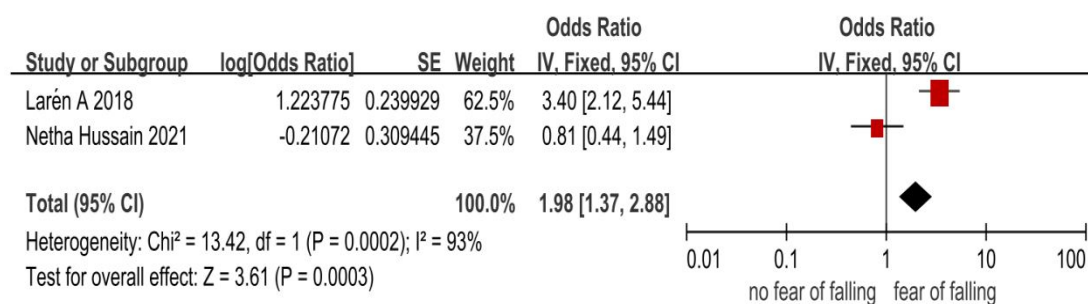 Odds Ratio Odds Ratio
Study or Subgroup log[Odds Ratio] SE Weight IV, Fixed, 95% CI IV, Fixed, 95% CI
Larén A 2018 1.223775 0.239929 62.5% 3.40 [2.12, 5.44]
Netha Hussain 2021 -0.21072 0.309445 37.5% 0.81 [0.44, 1.49]
Total (95% CI) 100.0% 1.98 [1.37, 2.88]
Heterogeneity: Chi² = 13.42, df = 1 (P = 0.0002); I² = 93%
Test for overall effect: Z = 3.61 (P = 0.0003)
0.01 0.1 1 10 100
no fear of falling fear of falling